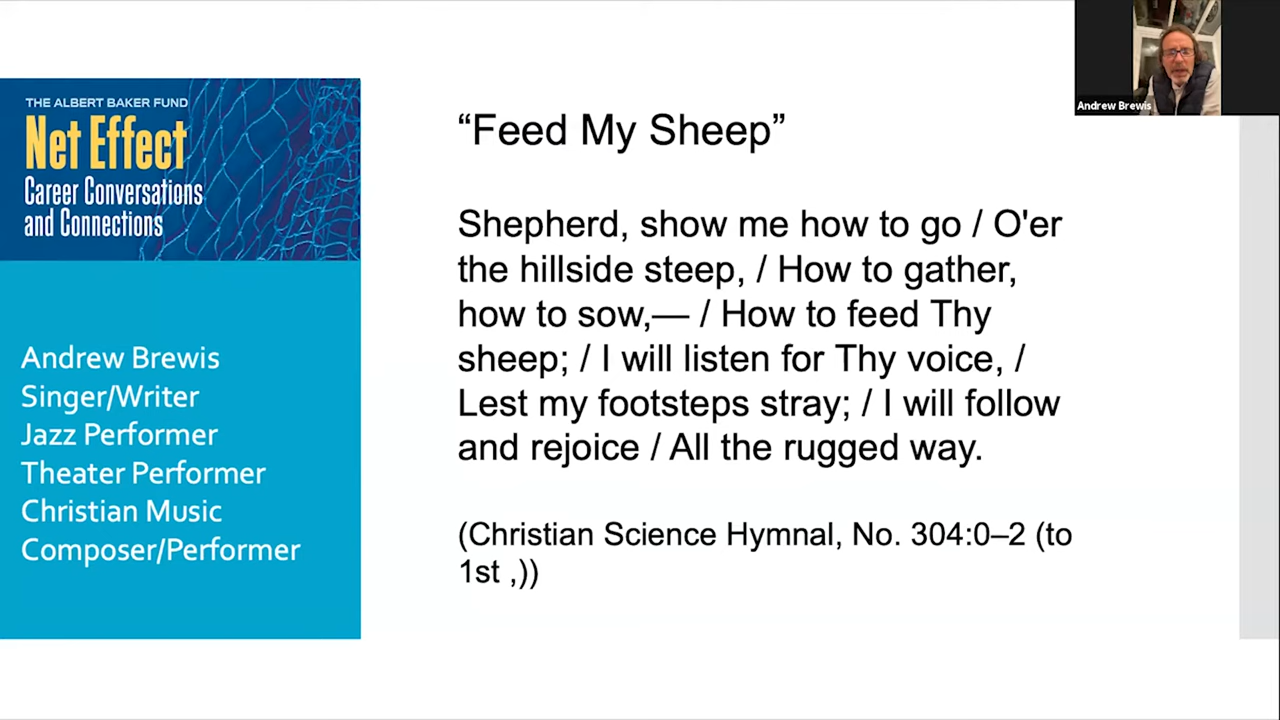 THE ALBERT BAKER FUND
Net Effect
Career Conversations
and Connections
Andrew Brewis
Singer/Writer
Jazz Performer
Theater Performer
Christian Music
Composer/Performer
“Feed My Sheep”
Shepherd, show me how to go / O'er
the hillside steep, / How to gather,
how to sow,— / How to feed Thy
sheep; / I will listen for Thy voice, /
Lest my footsteps stray; / I will follow
and rejoice / All the rugged way.
(Christian Science Hymnal, No. 304:0–2 (to
1st ,))
Andrew Brewis